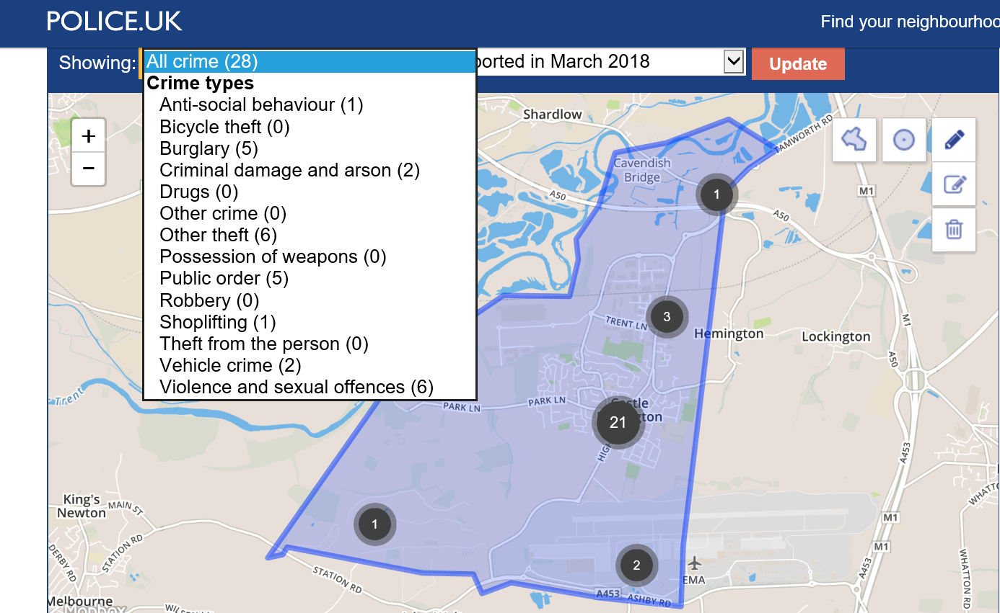 POLICE.UK
Find your neighbourhoo
Showing:
All crime (28)
ported in March 2018
Update
Crime types
Anti-social behaviour (1)
Bicycle theft (0)
Burglary (5)
Criminal damage and arson (2)
Drugs (0)
Other crime (0)
Other theft (6)
Possession of weapons (0)
Public order (5)
Robbery (0)
Shoplifting (1)
Theft from the person (0)
Vehicle crime (2)
Violence and sexual offences (6)
+
−
Shardlow
TAMWORTH RD
Cavendish
Bridge
A50
1
M1
A50
3
TRENT LN
Hemington
Lockington
M1
A50
Trent
PARK LN
PARK LN
Castle
ton
21
HIGH
A453
King's
Newton
MAIN ST
WHATTO
M1
1
STATION RD
M1
DERBY RD
STATION RD
2
EMA
A453
WHATTON RD
A453
ASHBY RD
Melbourne
Mapbox
WILSON